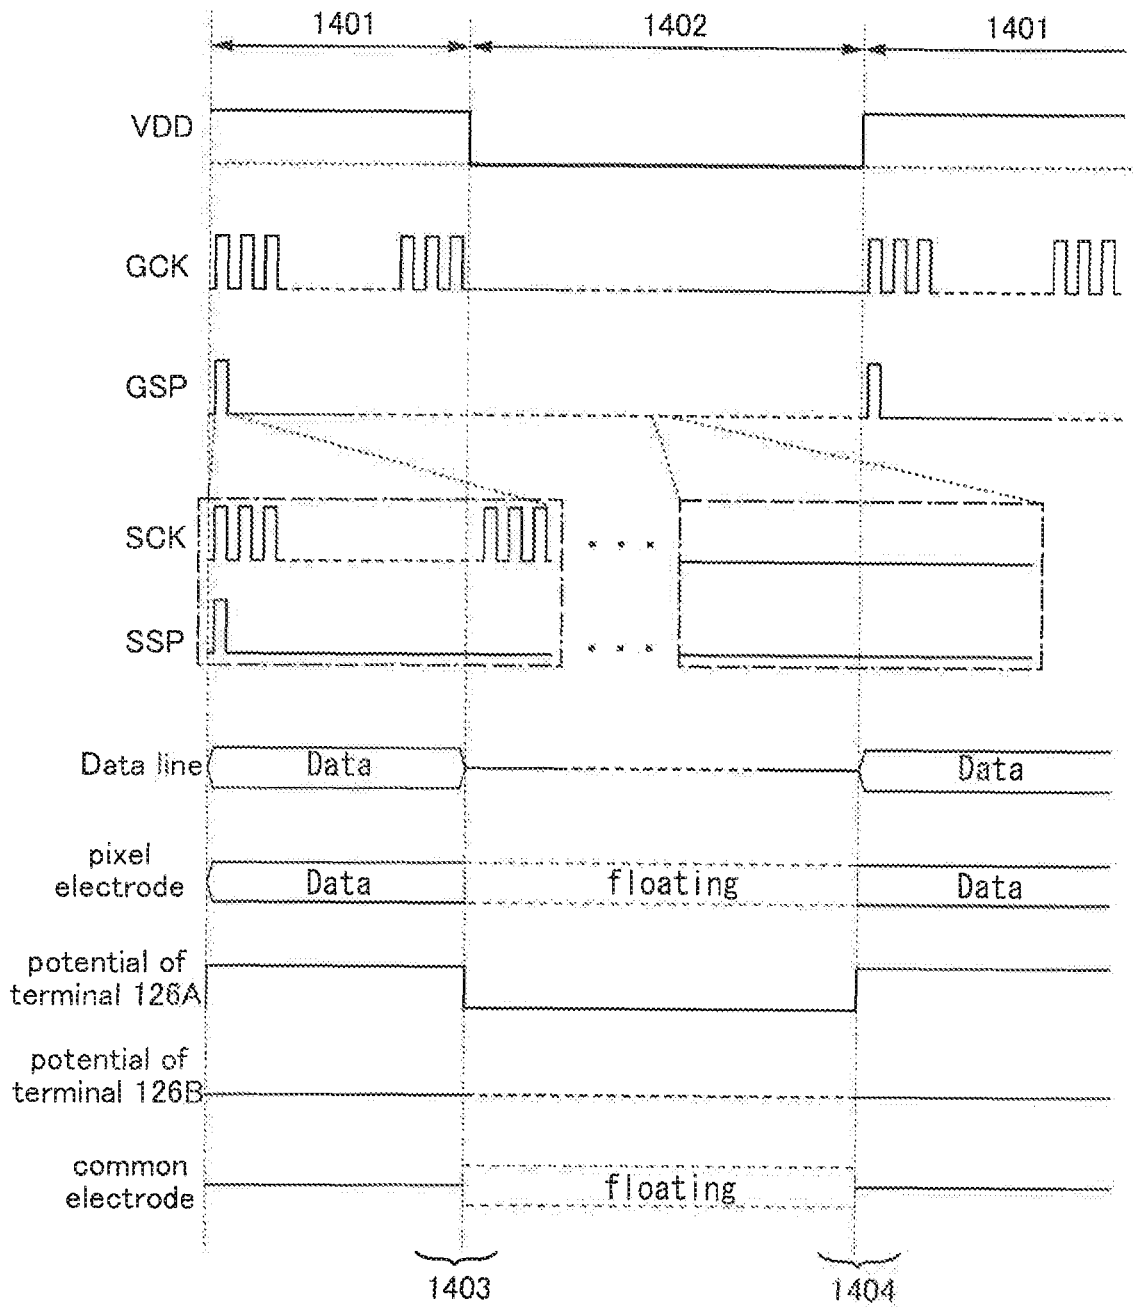 1401
1402
1401
VDD
GCK
GSP
SCK
SSP
Data line
Data
Data
pixel
electrode
Data
floating
Data
potential of
terminal 126A
potential of
terminal 126B
common
electrode
floating
1403
1404